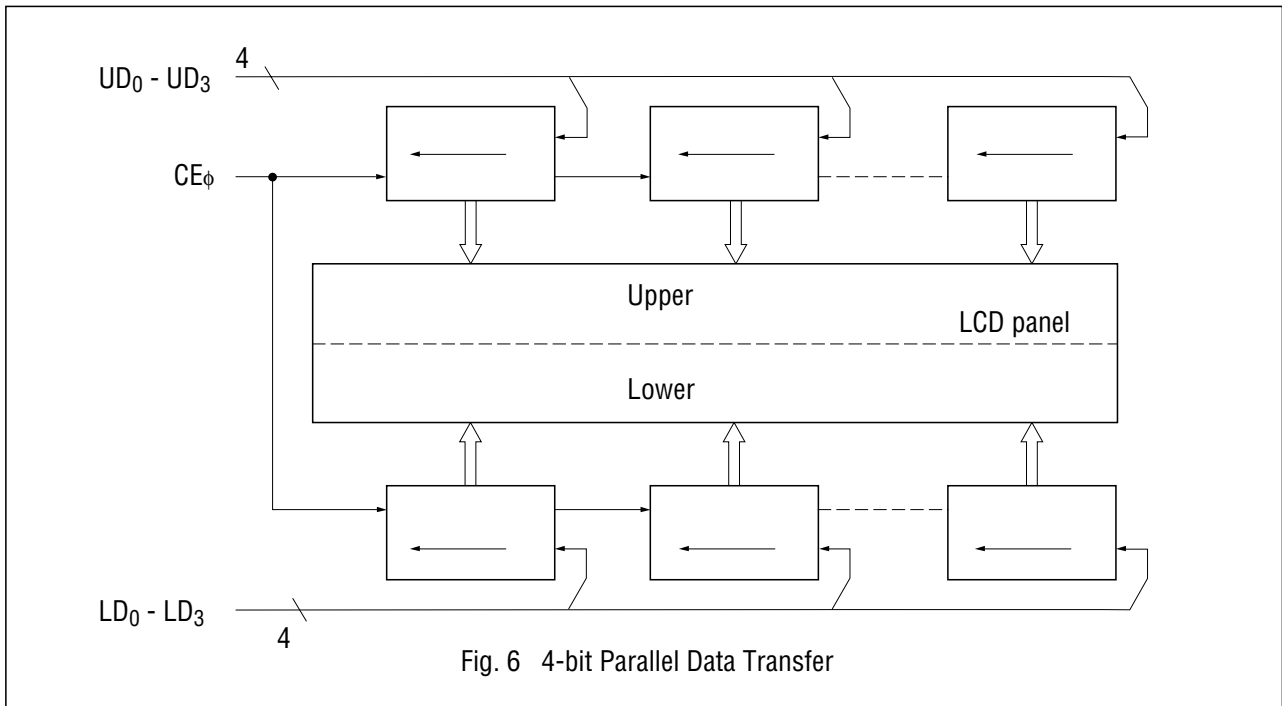 4
UD0 - UD3
CEϕ
Upper
LCD panel
Lower
LD0 - LD3
4
Fig. 6 4-bit Parallel Data Transfer